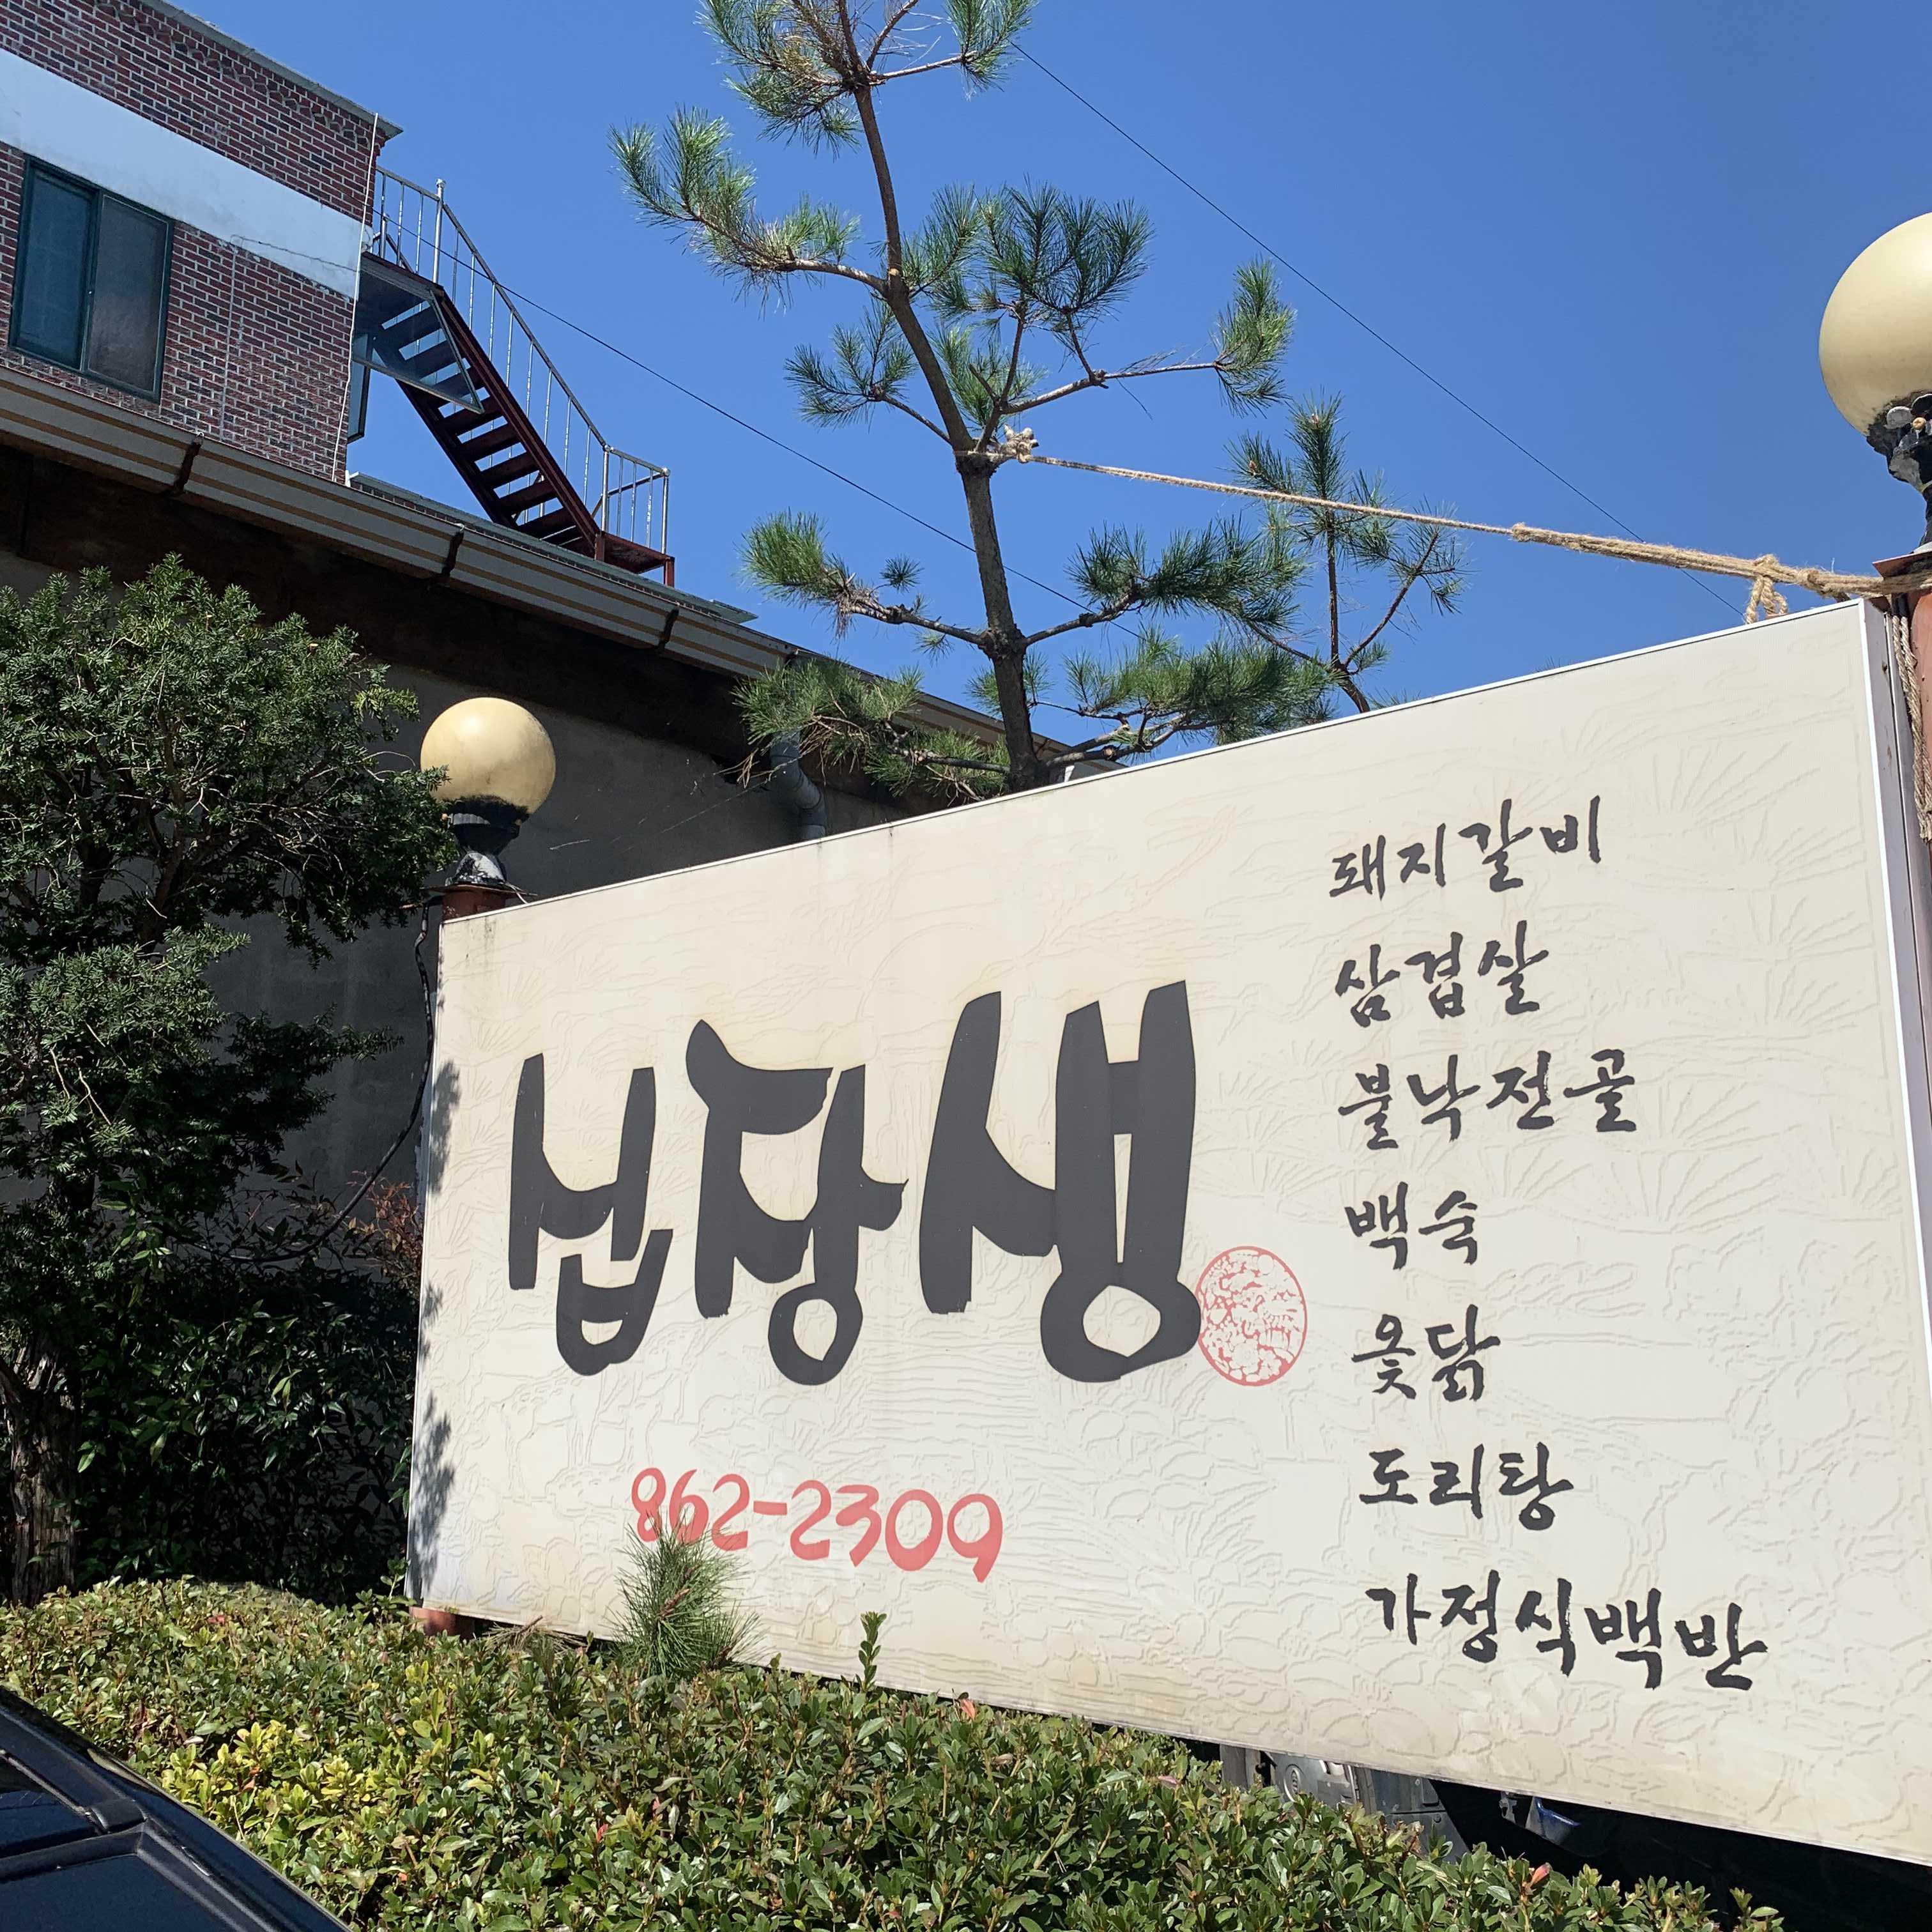 십장생
862-2309
돼지갈비
삼겹살
불낙전골
백숙
옻닭
도리탕
가정식백반